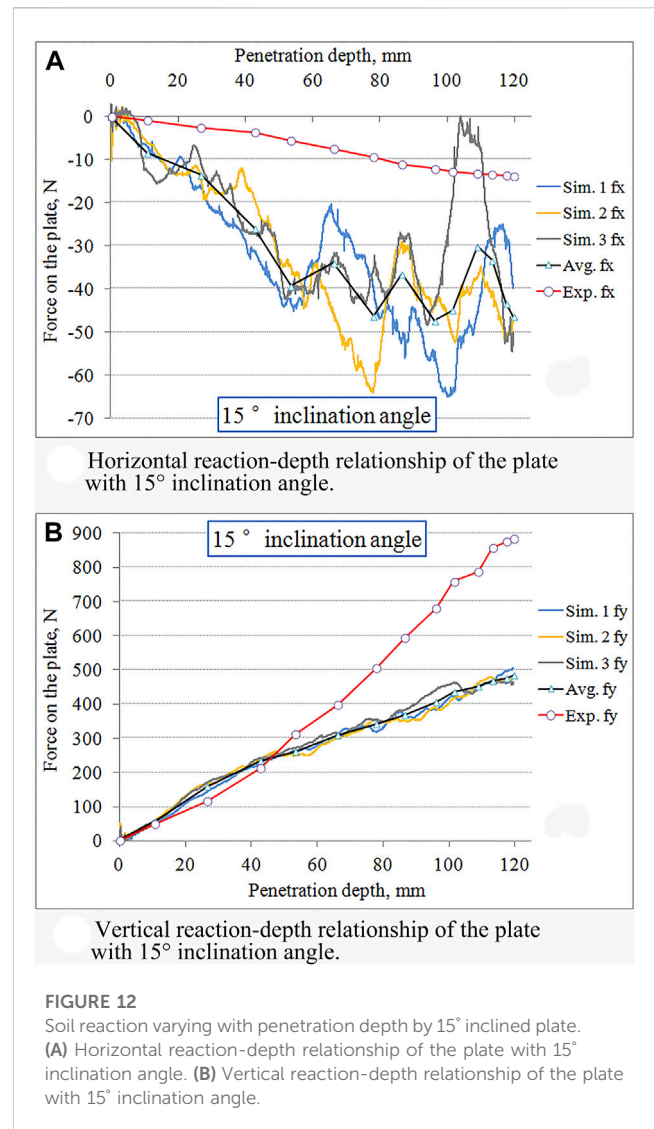 A
Penetration depth, mm
0 20 40 60 80 100 120
Force on the plate, N
0
-10
-20
-30
-40
-50
-60
-70
Sim. 1 fx
Sim. 2 fx
Sim. 3 fx
Avg. fx
Exp. fx
15 ° inclination angle
Horizontal reaction-depth relationship of the plate
with 15° inclination angle.
B
15 ° inclination angle
Force on the plate, N
900
800
700
600
500
400
300
200
100
0
Sim. 1 fy
Sim. 2 fy
Sim. 3 fy
Avg. fy
Exp. fy
0 20 40 60 80 100 120
Penetration depth, mm
Vertical reaction-depth relationship of the plate
with 15° inclination angle.
FIGURE 12
Soil reaction varying with penetration depth by 15° inclined plate.
(A) Horizontal reaction-depth relationship of the plate with 15°
inclination angle. (B) Vertical reaction-depth relationship of the plate
with 15° inclination angle.